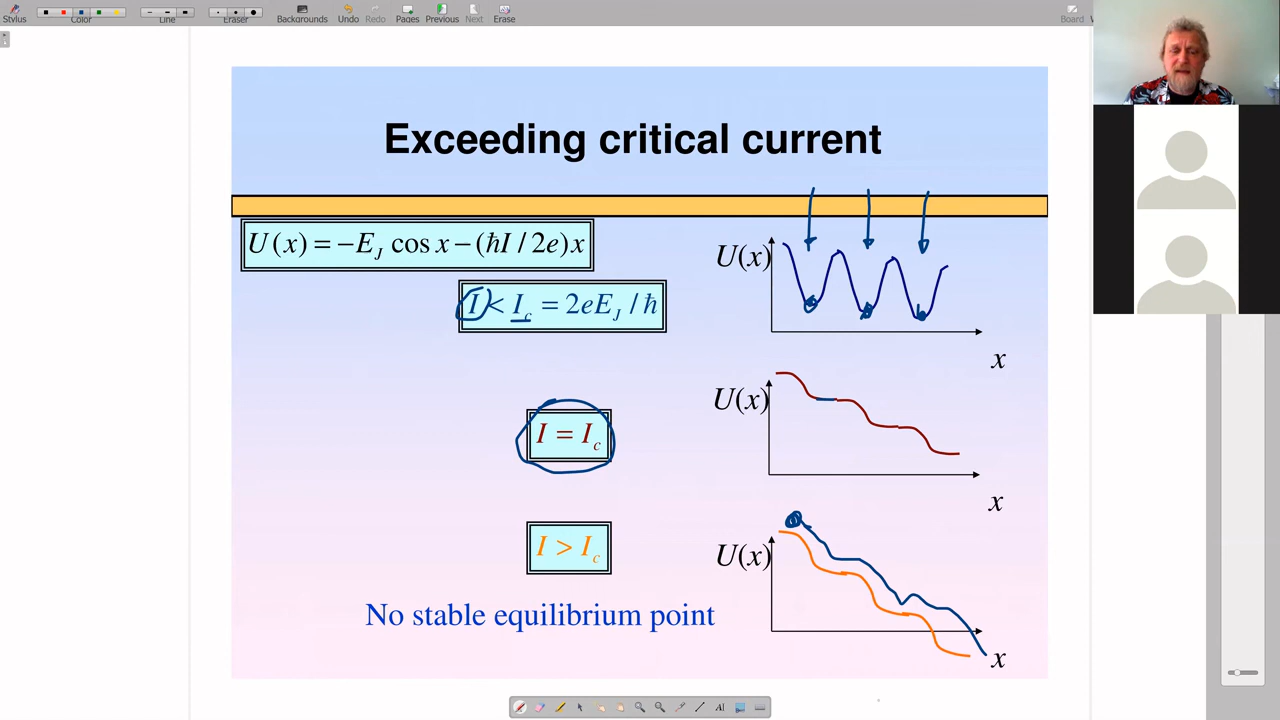 Stylus Color Line Eraser Backgrounds Undo Redo Pages Previous Next Erase Board
Exceeding critical current
U(x) = −E_J cos x − (ħI / 2e)x
I < I_c = 2eE_J / ħ
U(x)
x
I = I_c
U(x)
x
I > I_c
U(x)
x
No stable equilibrium point